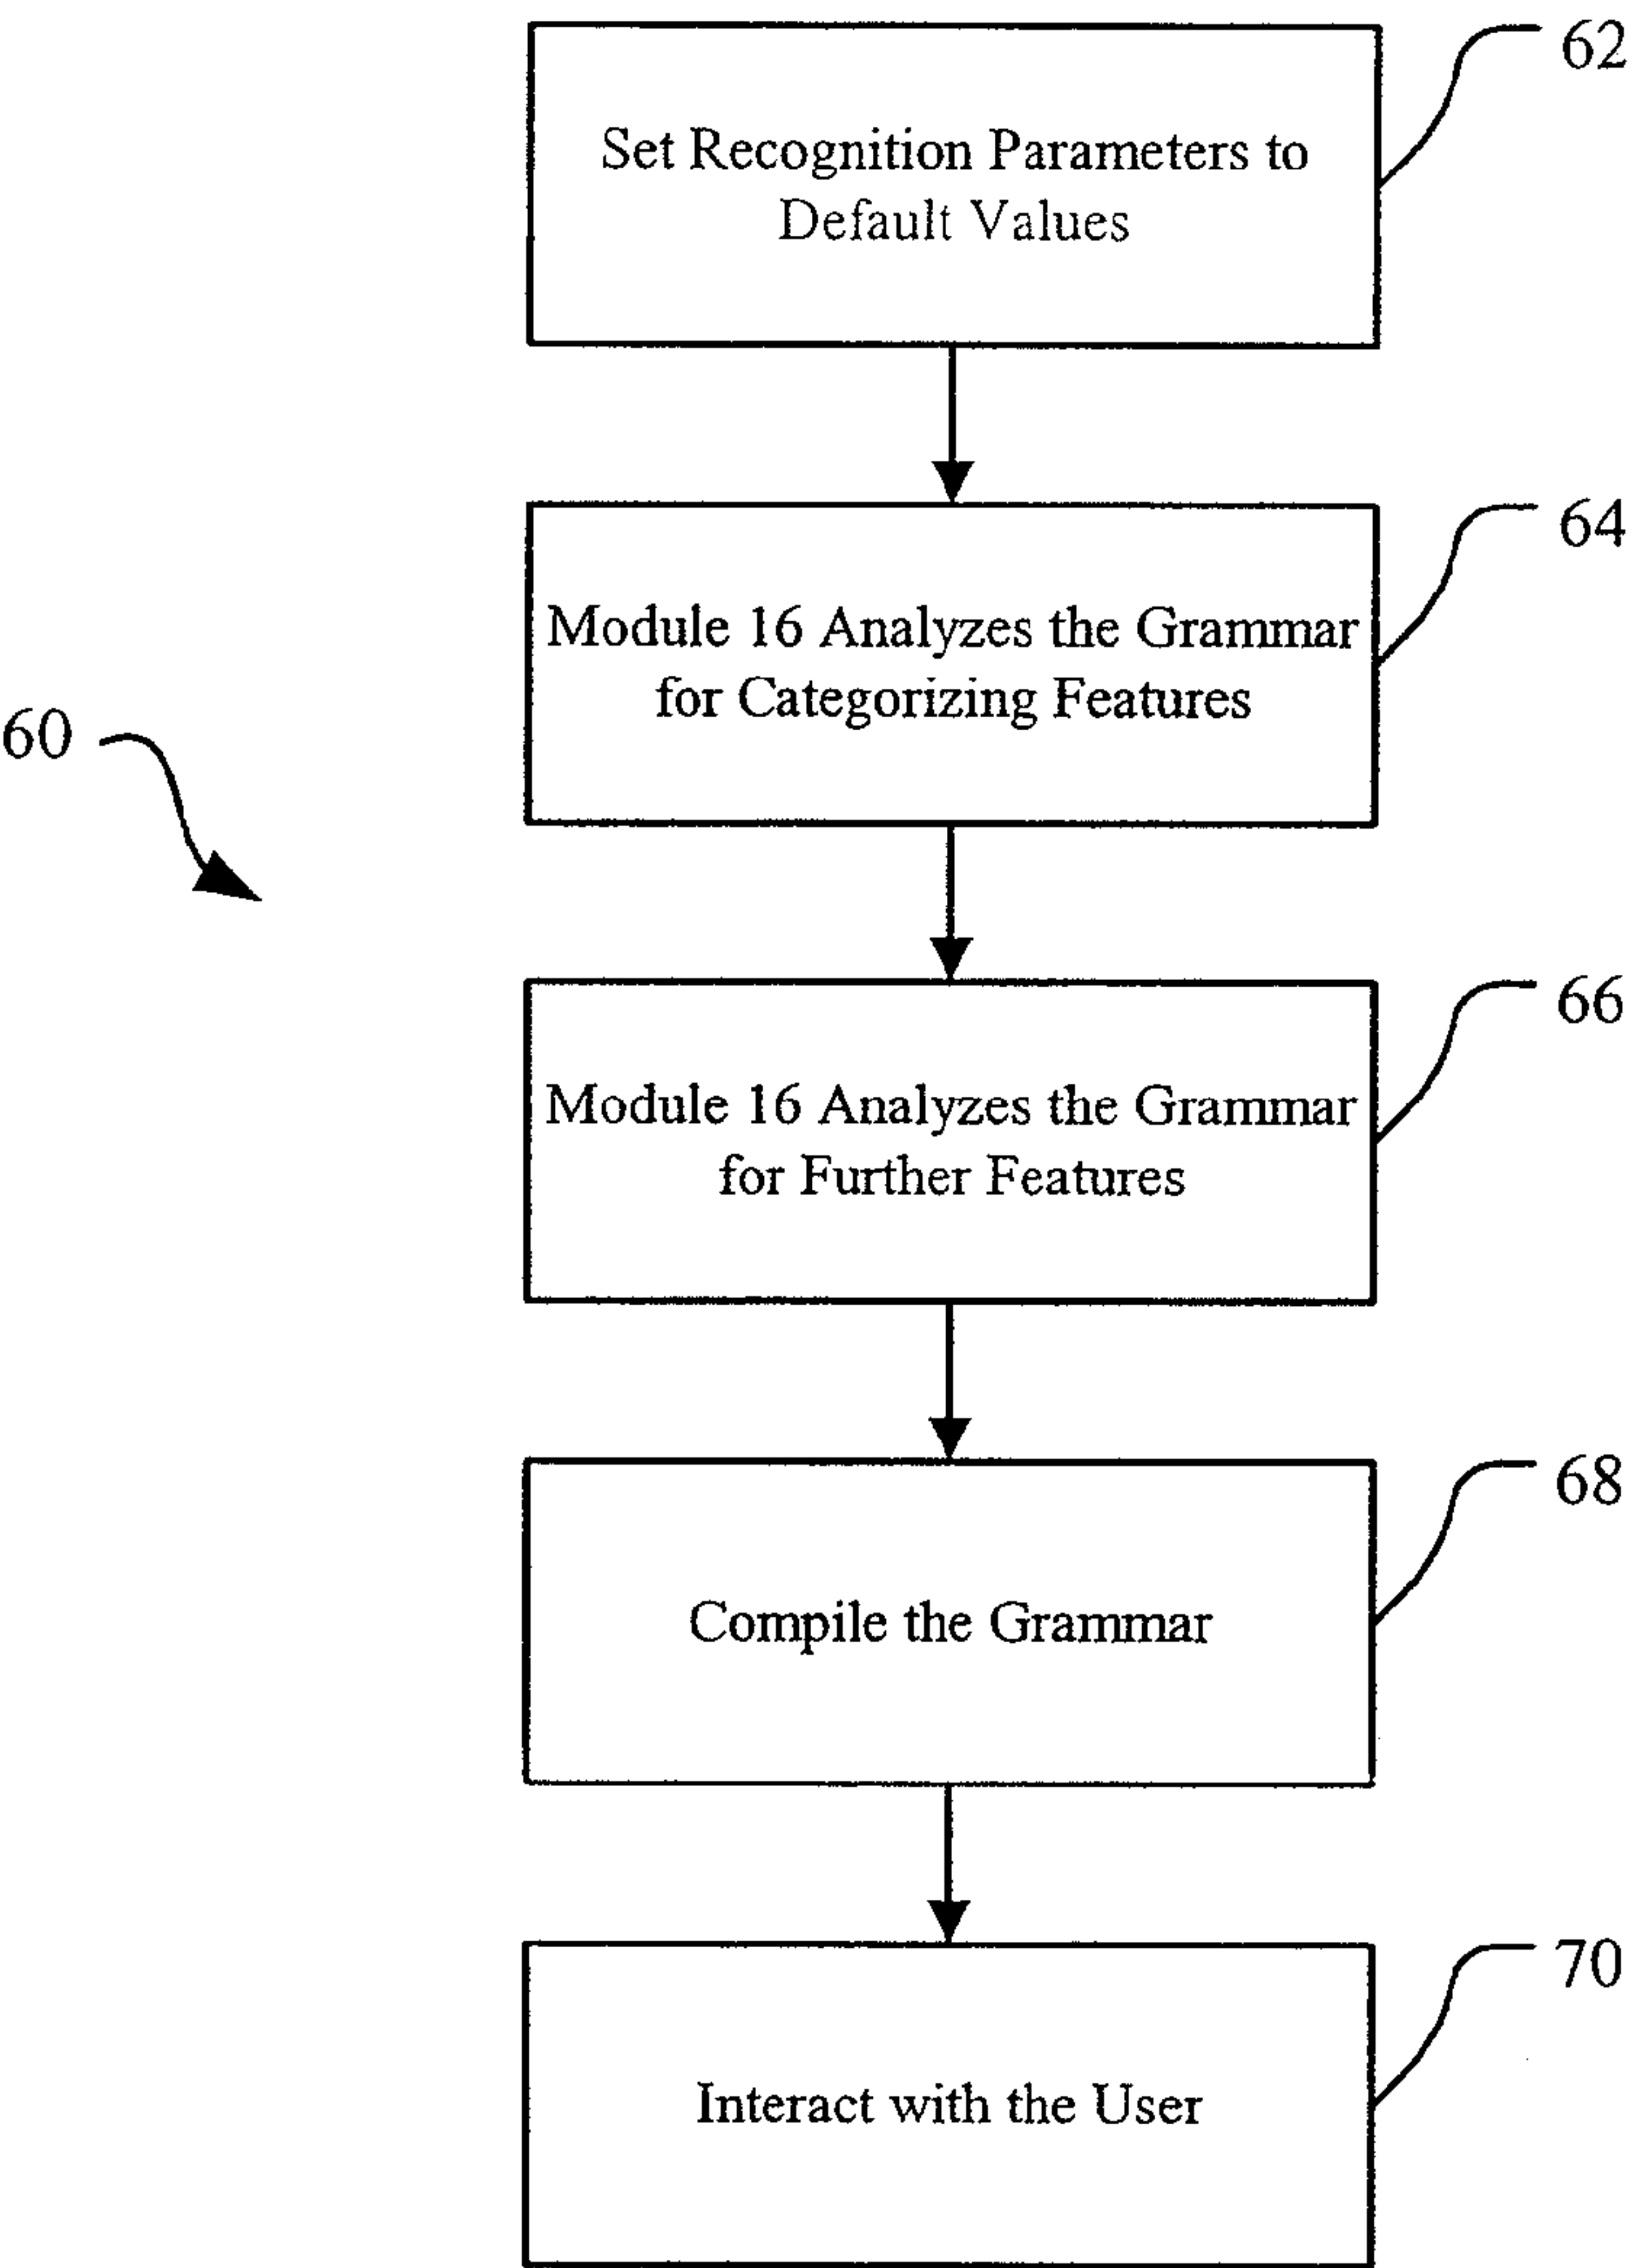 62
Set Recognition Parameters to
Default Values
64
Module 16 Analyzes the Grammar
for Categorizing Features
60
66
Module 16 Analyzes the Grammar
for Further Features
68
Compile the Grammar
70
Interact with the User